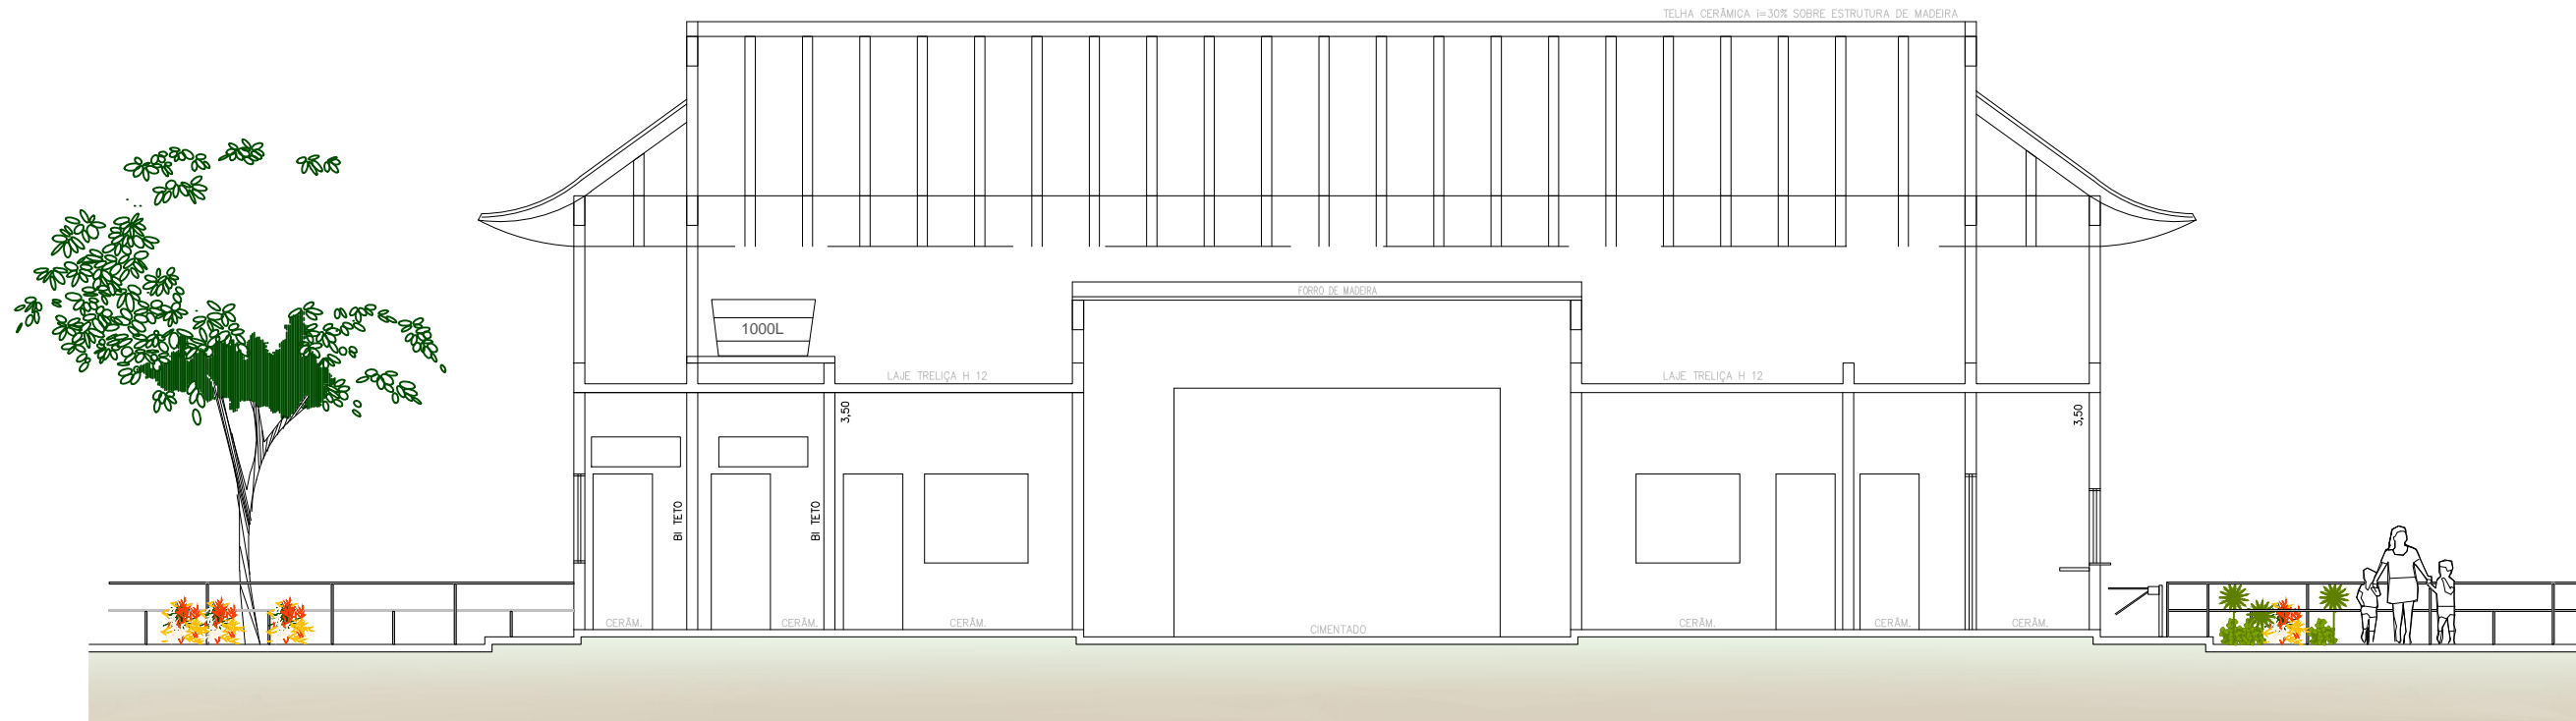 TELHA CERÂMICA i=30% SOBRE ESTRUTURA DE MADEIRA
FORRO DE MADEIRA
1000L
LAJE TRELIÇA H 12
LAJE TRELIÇA H 12
3,50
3,50
BI TETO
BI TETO
CERÂM.
CERÂM.
CERÂM.
CIMENTADO
CERÂM.
CERÂM.
CERÂM.